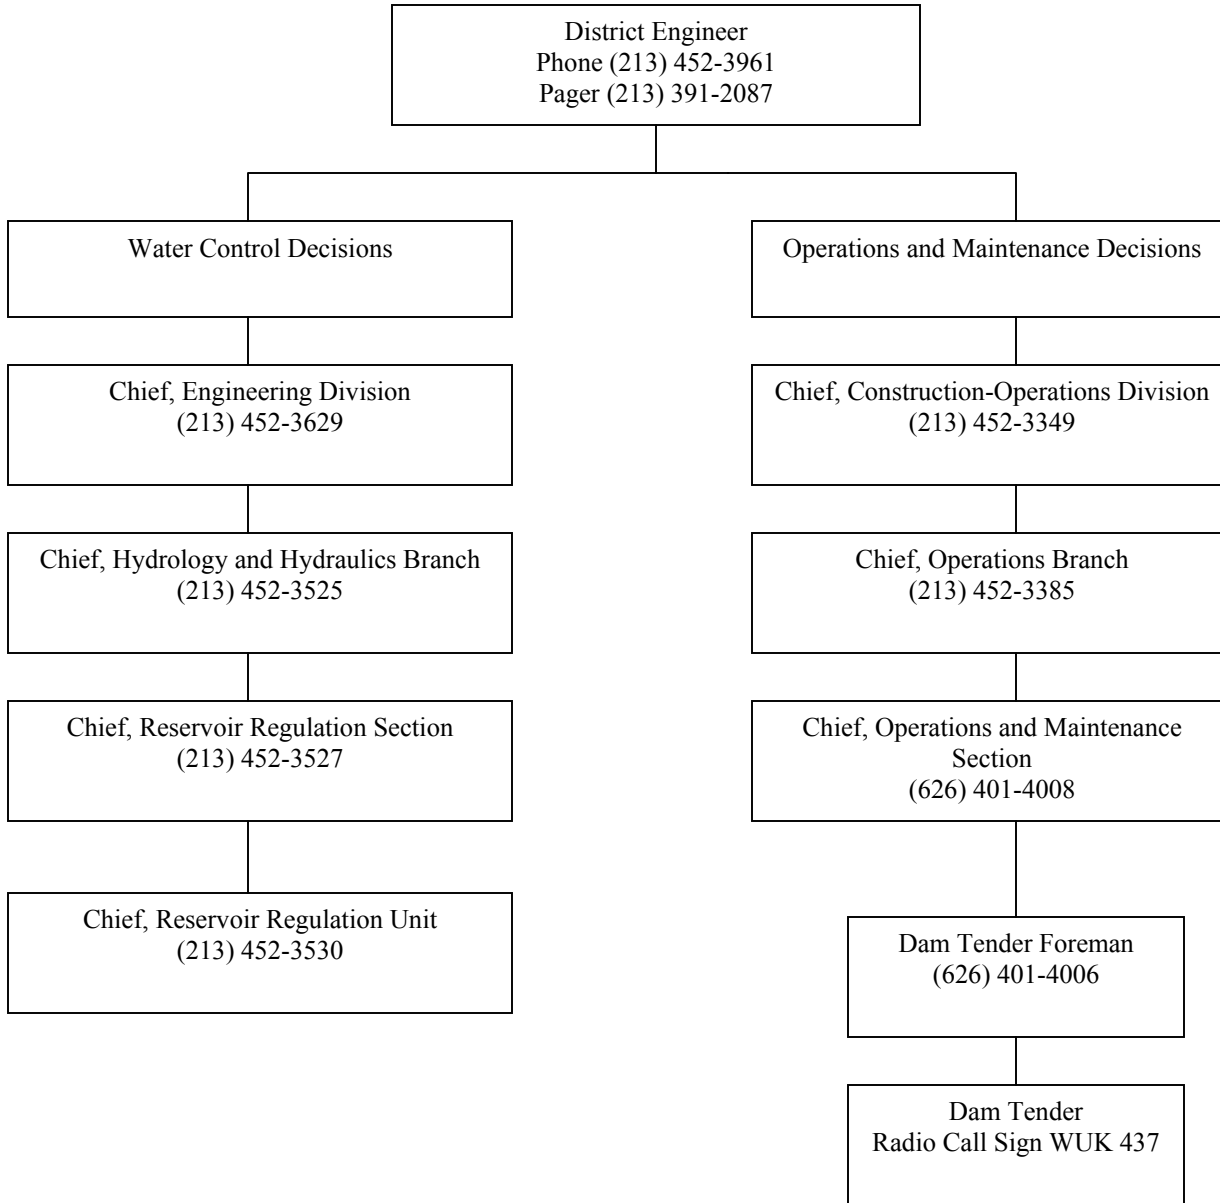 District Engineer
Phone (213) 452-3961
Pager (213) 391-2087
Water Control Decisions
Operations and Maintenance Decisions
Chief, Engineering Division
(213) 452-3629
Chief, Construction-Operations Division
(213) 452-3349
Chief, Hydrology and Hydraulics Branch
(213) 452-3525
Chief, Operations Branch
(213) 452-3385
Chief, Reservoir Regulation Section
(213) 452-3527
Chief, Operations and Maintenance
Section
(626) 401-4008
Chief, Reservoir Regulation Unit
(213) 452-3530
Dam Tender Foreman
(626) 401-4006
Dam Tender
Radio Call Sign WUK 437